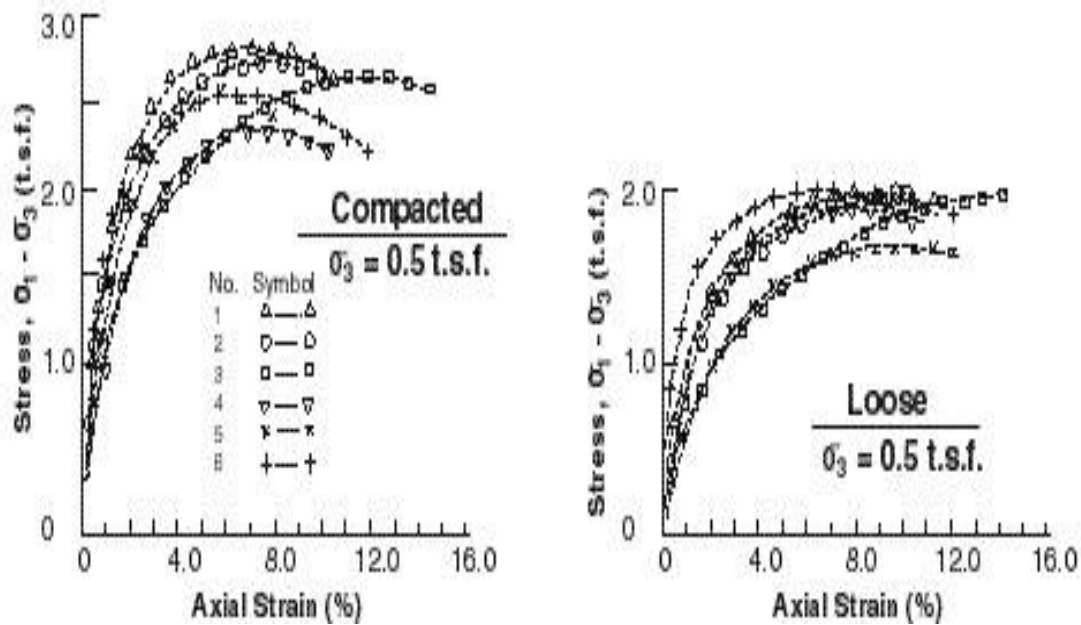 3.0
2.0
1.0
0
Stress, σ₁ - σ₃ (t.s.f.)
Compacted
σ₃ = 0.5 t.s.f.
No. Symbol
1
2
3
4
5
6
0 4.0 8.0 12.0 16.0
Axial Strain (%)
2.0
1.0
0
Stress, σ₁ - σ₃ (t.s.f.)
Loose
σ₃ = 0.5 t.s.f.
0 4.0 8.0 12.0 16.0
Axial Strain (%)